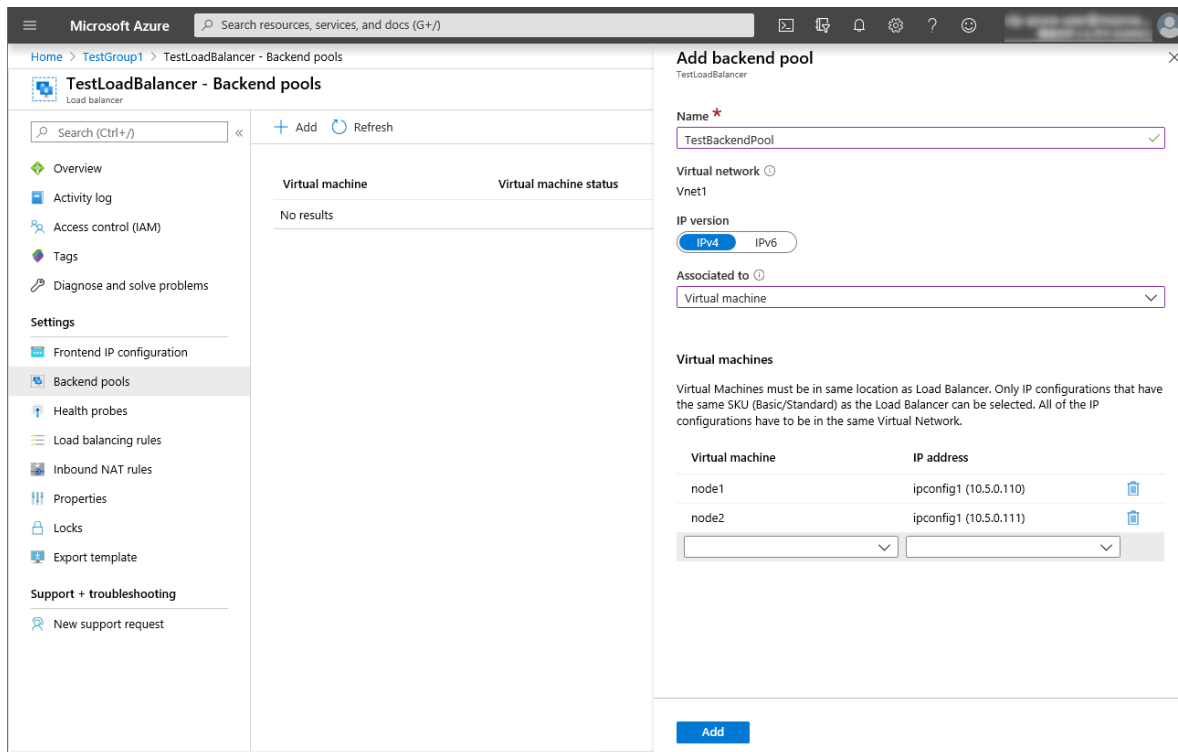 Microsoft Azure
Search resources, services, and docs (G+/)
Home > TestGroup1 > TestLoadBalancer - Backend pools
TestLoadBalancer - Backend pools
Load balancer
Search (Ctrl+/)
«
Overview
Activity log
Access control (IAM)
Tags
Diagnose and solve problems
Settings
Frontend IP configuration
Backend pools
Health probes
Load balancing rules
Inbound NAT rules
Properties
Locks
Export template
Support + troubleshooting
New support request
+ Add Refresh
Virtual machine Virtual machine status
No results
Add backend pool
TestLoadBalancer
Name *
TestBackendPool
Virtual network
Vnet1
IP version
IPv4 IPv6
Associated to
Virtual machine
Virtual machines
Virtual Machines must be in same location as Load Balancer. Only IP configurations that have
the same SKU (Basic/Standard) as the Load Balancer can be selected. All of the IP
configurations have to be in the same Virtual Network.
Virtual machine IP address
node1 ipconfig1 (10.5.0.110)
node2 ipconfig1 (10.5.0.111)
Add